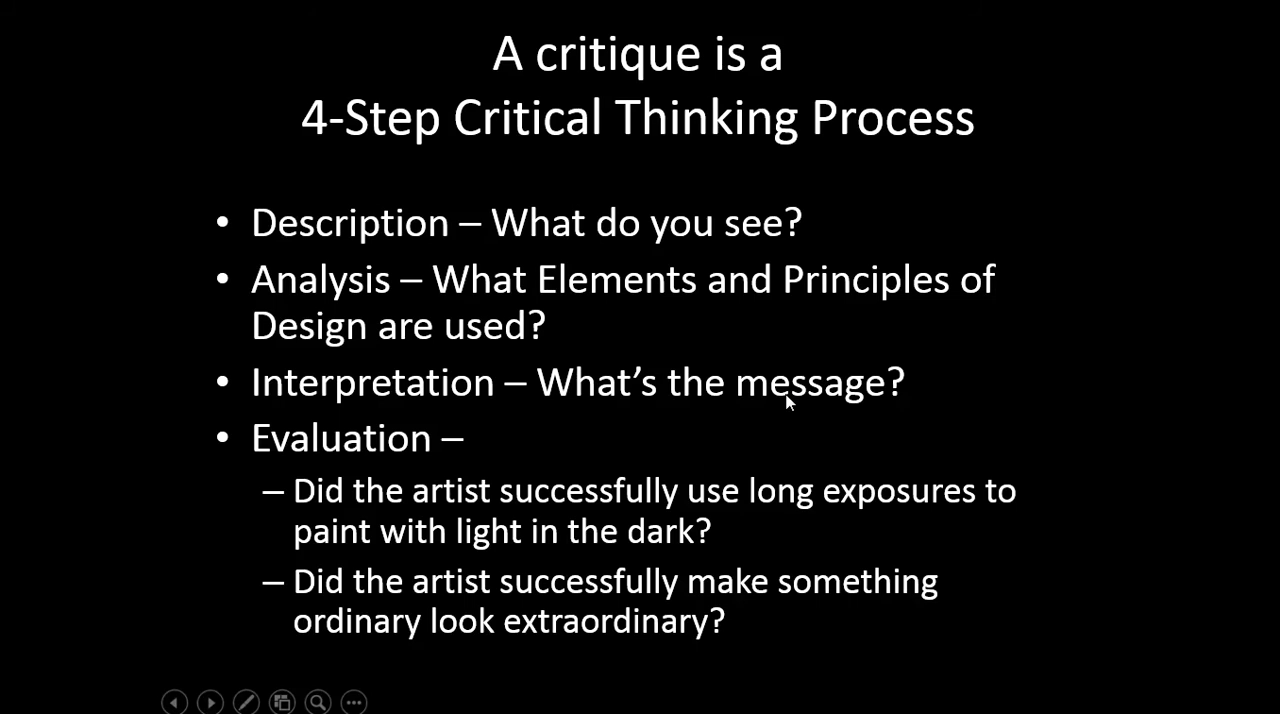 A critique is a
4-Step Critical Thinking Process
• Description – What do you see?
• Analysis – What Elements and Principles of
Design are used?
• Interpretation – What’s the message?
• Evaluation –
– Did the artist successfully use long exposures to
paint with light in the dark?
– Did the artist successfully make something
ordinary look extraordinary?